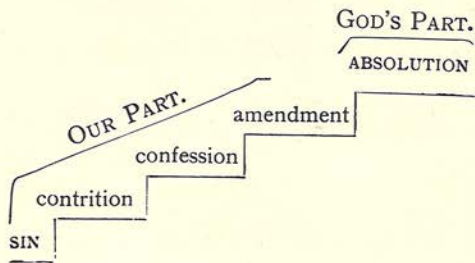 GOD'S PART.
ABSOLUTION
OUR PART.
amendment
confession
contrition
SIN